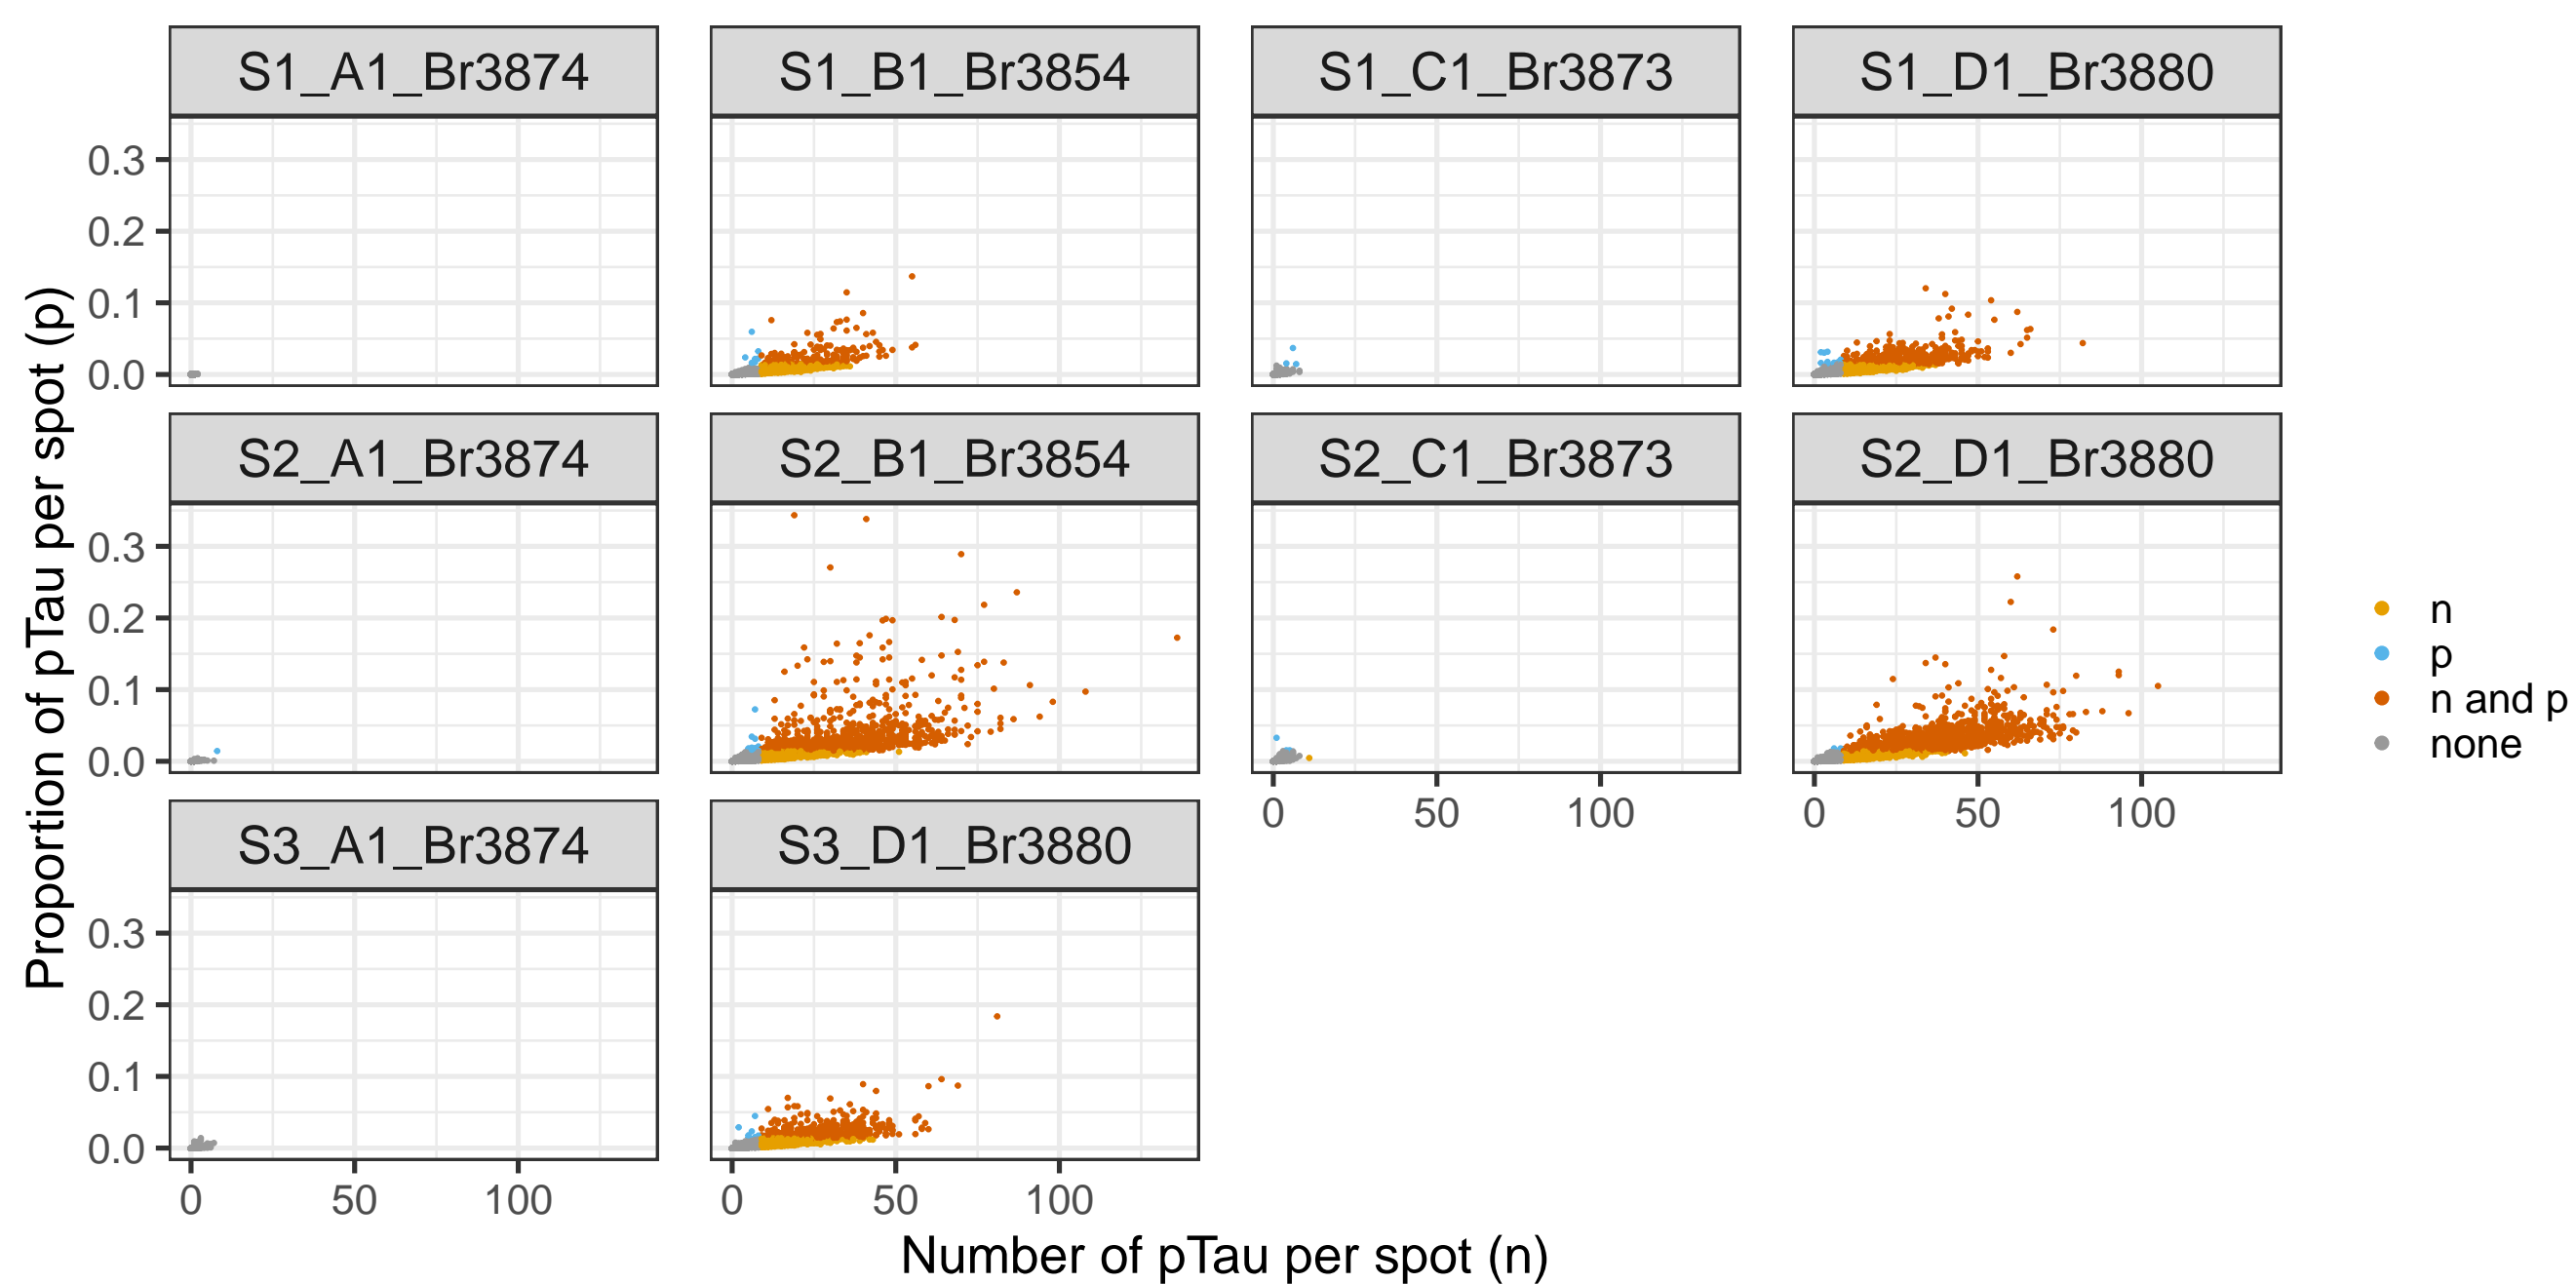 S1_A1_Br3874
S1_B1_Br3854
S1_C1_Br3873
S1_D1_Br3880
0.3
0.2
0.1
0.0
S2_A1_Br3874
S2_B1_Br3854
S2_C1_Br3873
S2_D1_Br3880
0.3
0.2
0.1
0.0
0 50 100
0 50 100
S3_A1_Br3874
S3_D1_Br3880
0.3
0.2
0.1
0.0
0 50 100
0 50 100
Number of pTau per spot (n)
Proportion of pTau per spot (p)
n
p
n and p
none